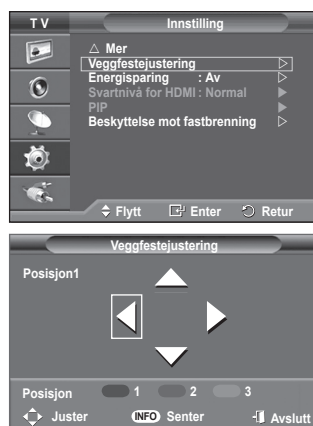 TV Innstilling
△ Mer
Veggfestejustering ▷
Energisparing : Av ▷
Svartnivå for HDMI : Normal ▶
PIP ▶
Beskyttelse mot fastbrenning ▷
Flytt Enter Retur
Veggfestejustering
Posisjon1
Posisjon 1 2 3
Juster INFO Senter Avslutt